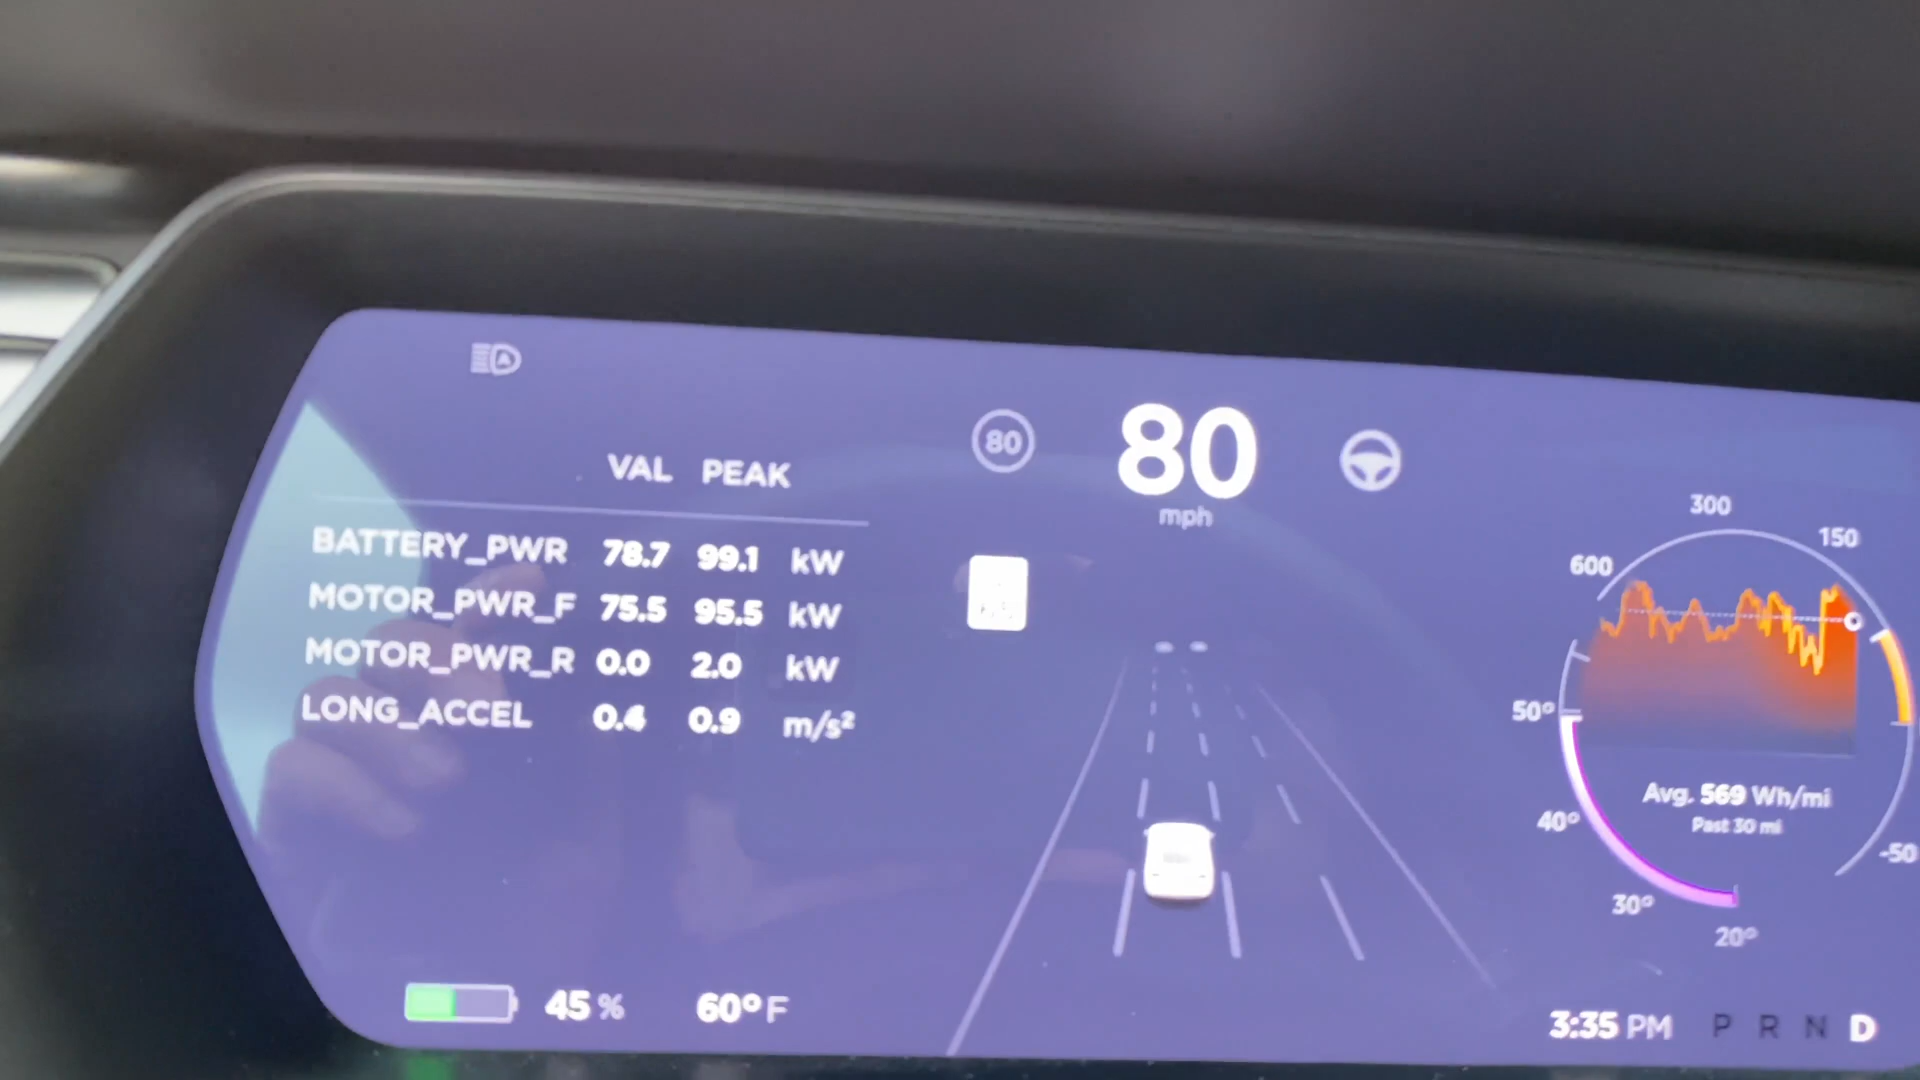 80
80
mph
VAL PEAK
BATTERY_PWR 78.7 99.1 kW
MOTOR_PWR_F 75.5 95.5 kW
MOTOR_PWR_R 0.0 2.0 kW
LONG_ACCEL 0.4 0.9 m/s²
300
150
600
50°
40°
30°
20°
-50
Avg. 569 Wh/mi
Past 30 mi
45 % 60°F
3:35 PM P R N D